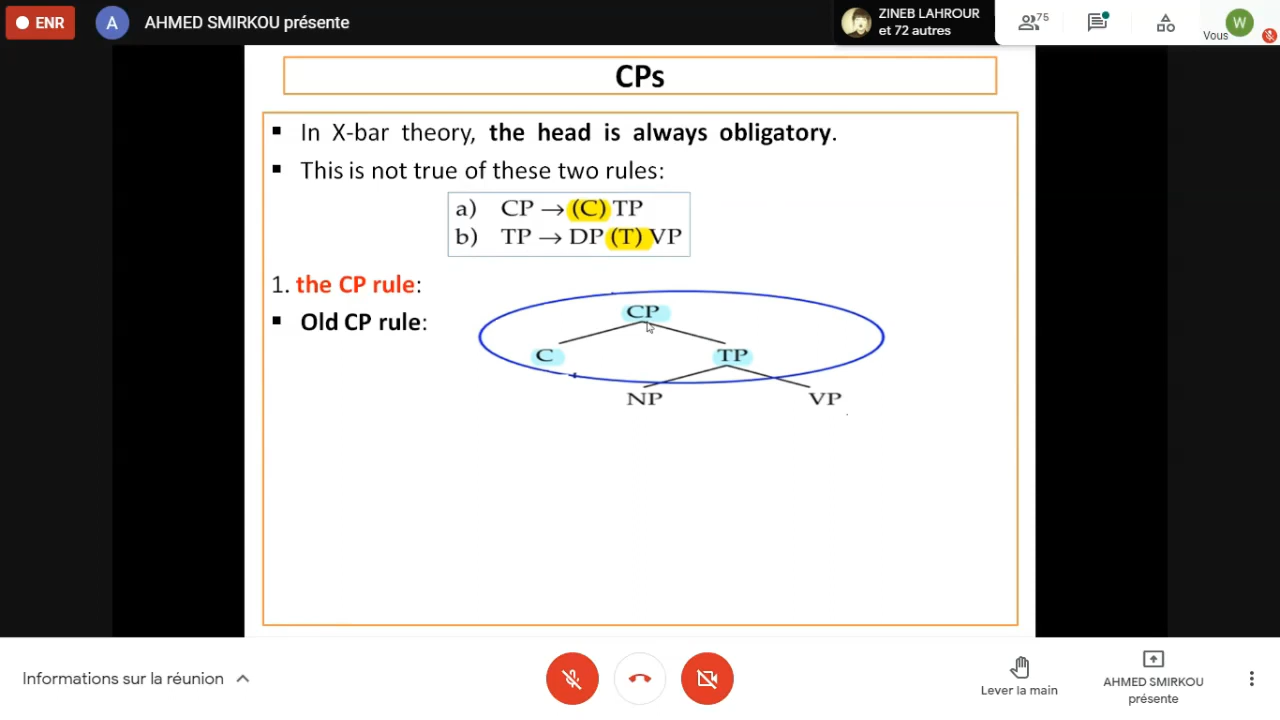 ENR
A
AHMED SMIRKOU présente
ZINEB LAHROUR
et 72 autres
75
Vous
W
CPs
▪ In X-bar theory, the head is always obligatory.
▪ This is not true of these two rules:
a) CP → (C) TP
b) TP → DP (T) VP
1. the CP rule:
▪ Old CP rule:
CP
C TP
NP VP
Informations sur la réunion
Lever la main
AHMED SMIRKOU
présente